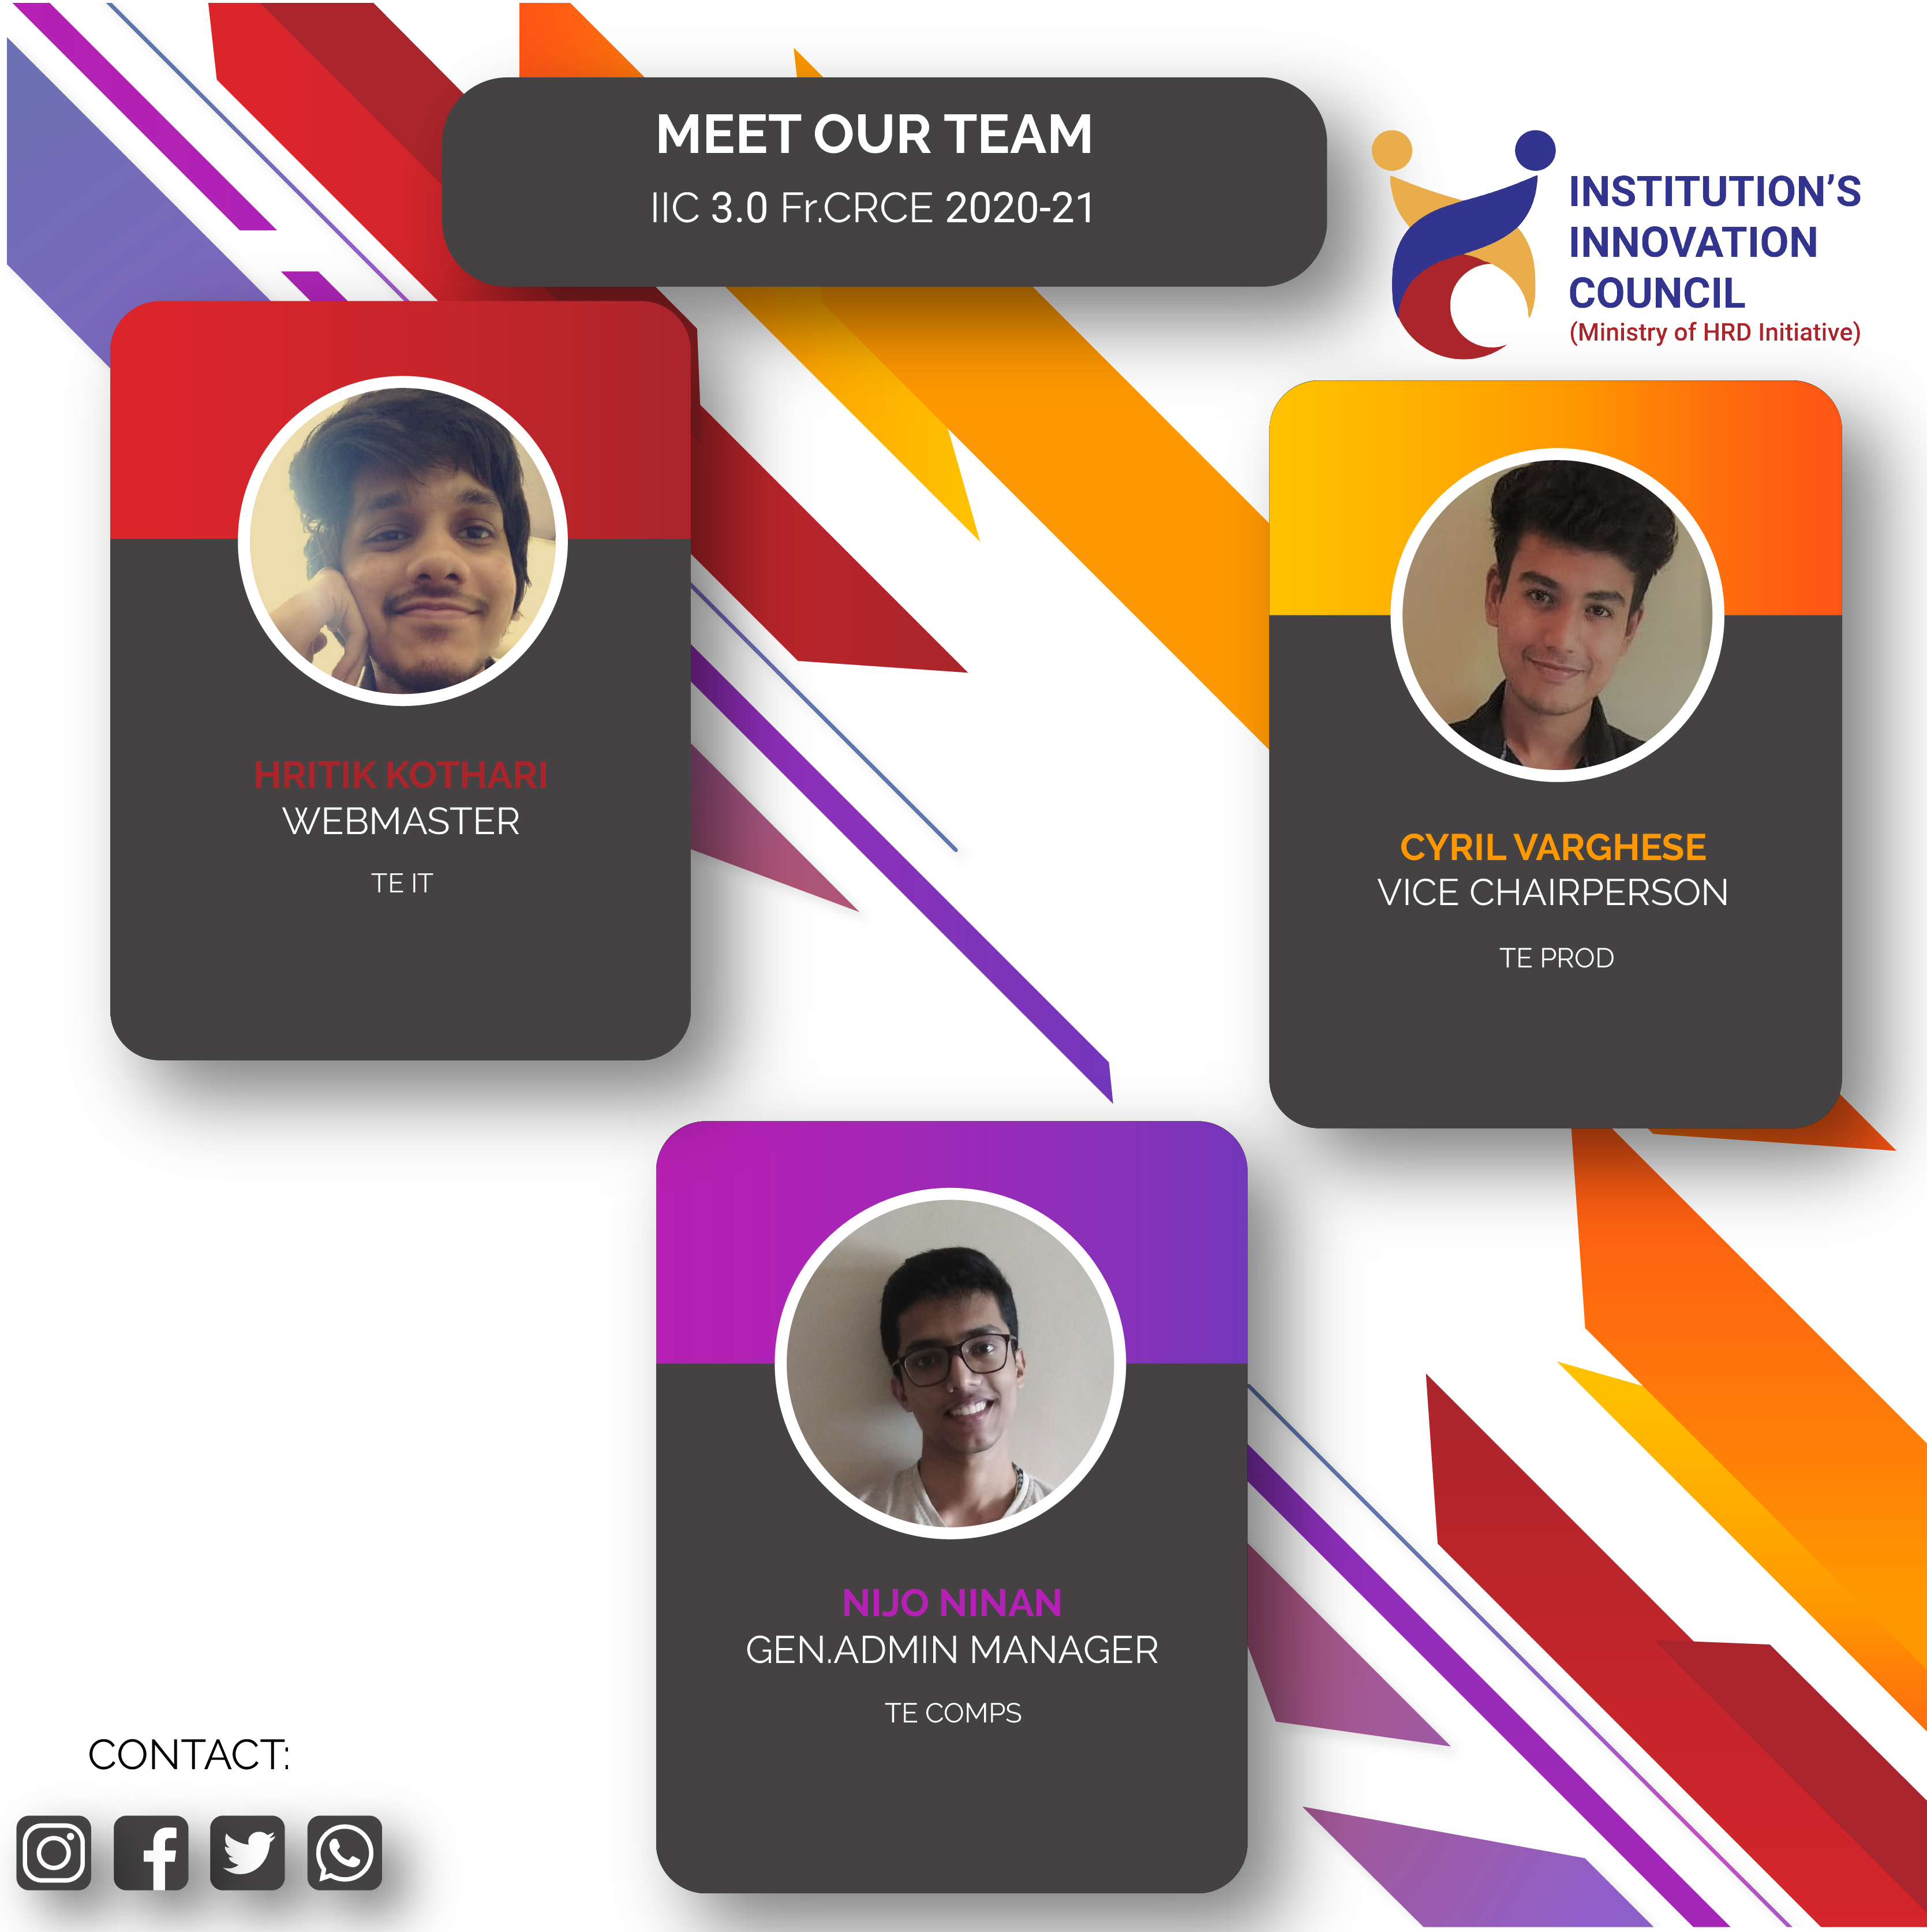 MEET OUR TEAM
IIC 3.0 Fr.CRCE 2020-21
INSTITUTION'S
INNOVATION
COUNCIL
(Ministry of HRD Initiative)
HRITIK KOTHARI
WEBMASTER
TE IT
CYRIL VARGHESE
VICE CHAIRPERSON
TE PROD
NIJO NINAN
GEN.ADMIN MANAGER
TE COMPS
CONTACT: